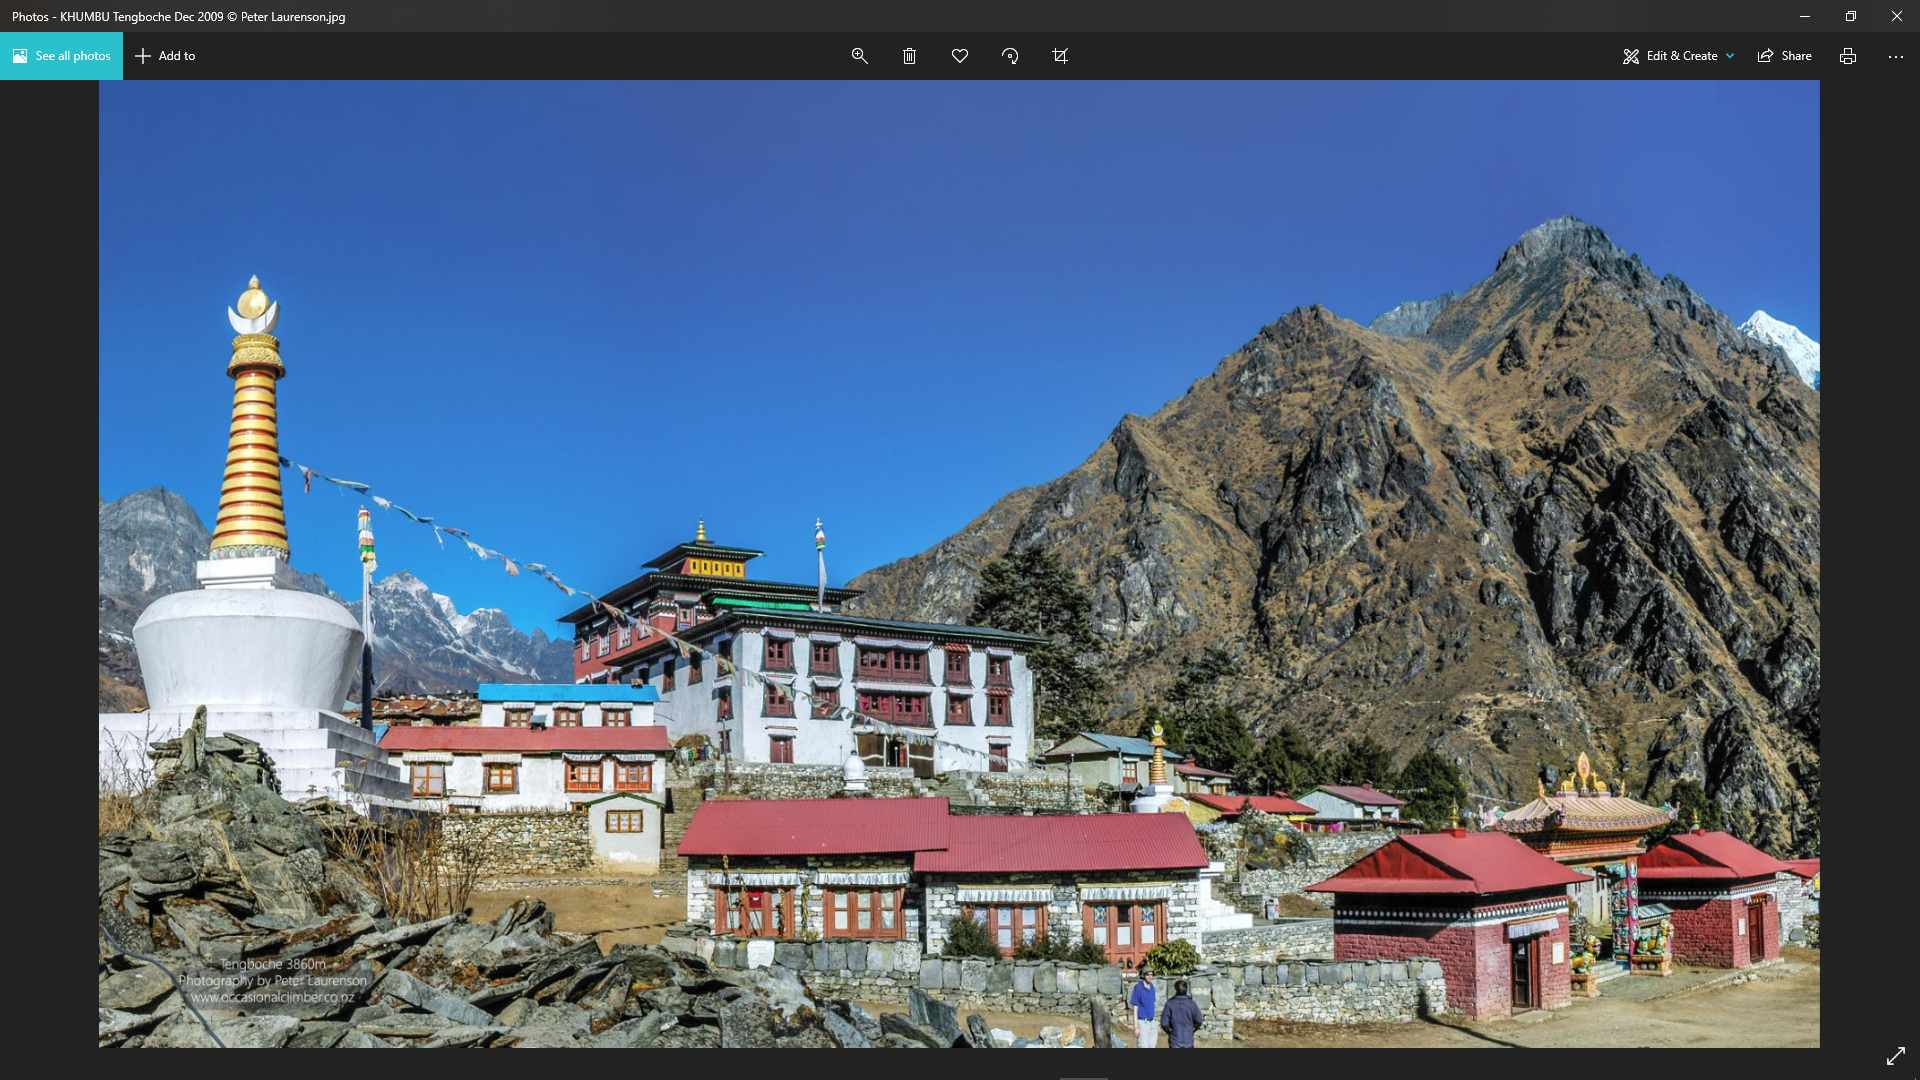 Photos - KHUMBU Tengboche Dec 2009 © Peter Laurenson.jpg
See all photos
Add to
Edit & Create
Share
Tengboche 3860m
Photography by Peter Laurenson
www.occasionalclimber.co.nz